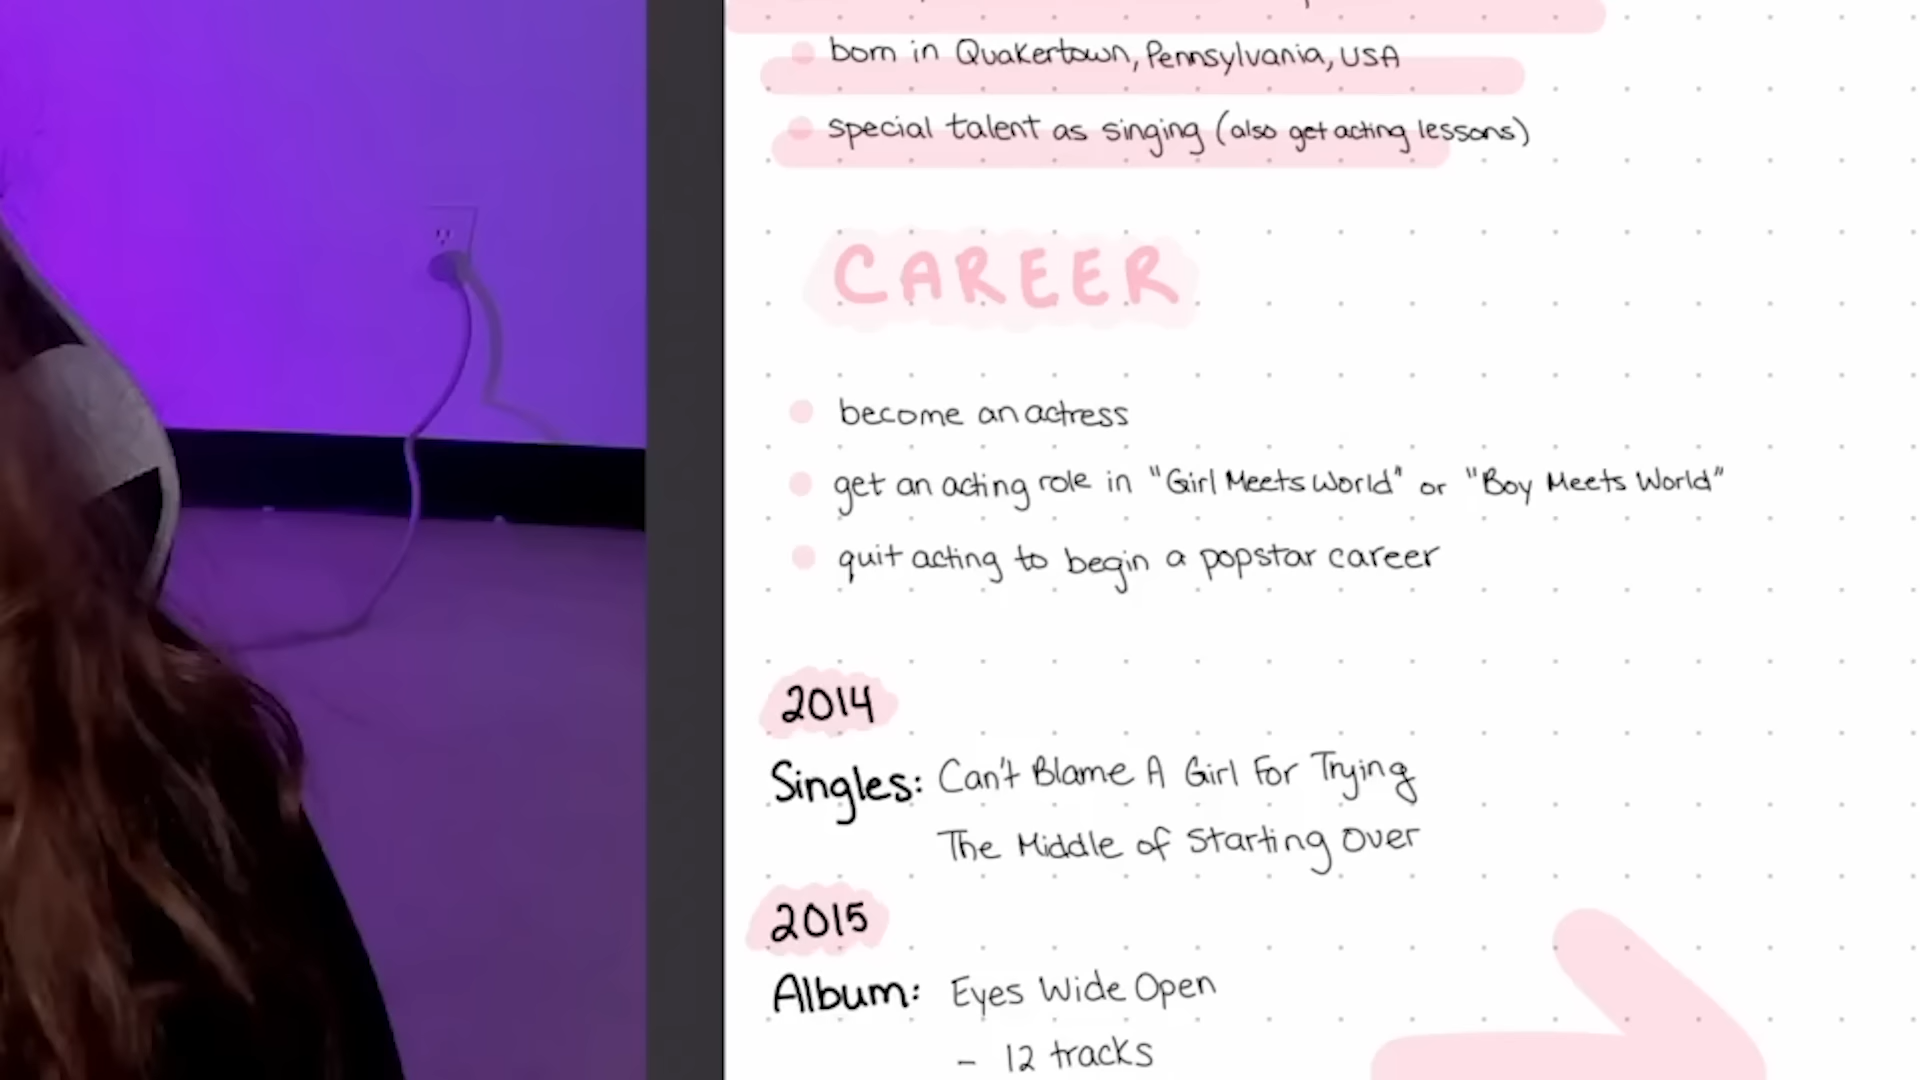 born in Quakertown, Pennsylvania, USA
special talent as singing (also get acting lessons)
CAREER
become an actress
get an acting role in "Girl Meets World" or "Boy Meets World"
quit acting to begin a popstar career
2014
Singles: Can't Blame A Girl For Trying
The Middle of Starting Over
2015
Album: Eyes Wide Open
- 12 tracks